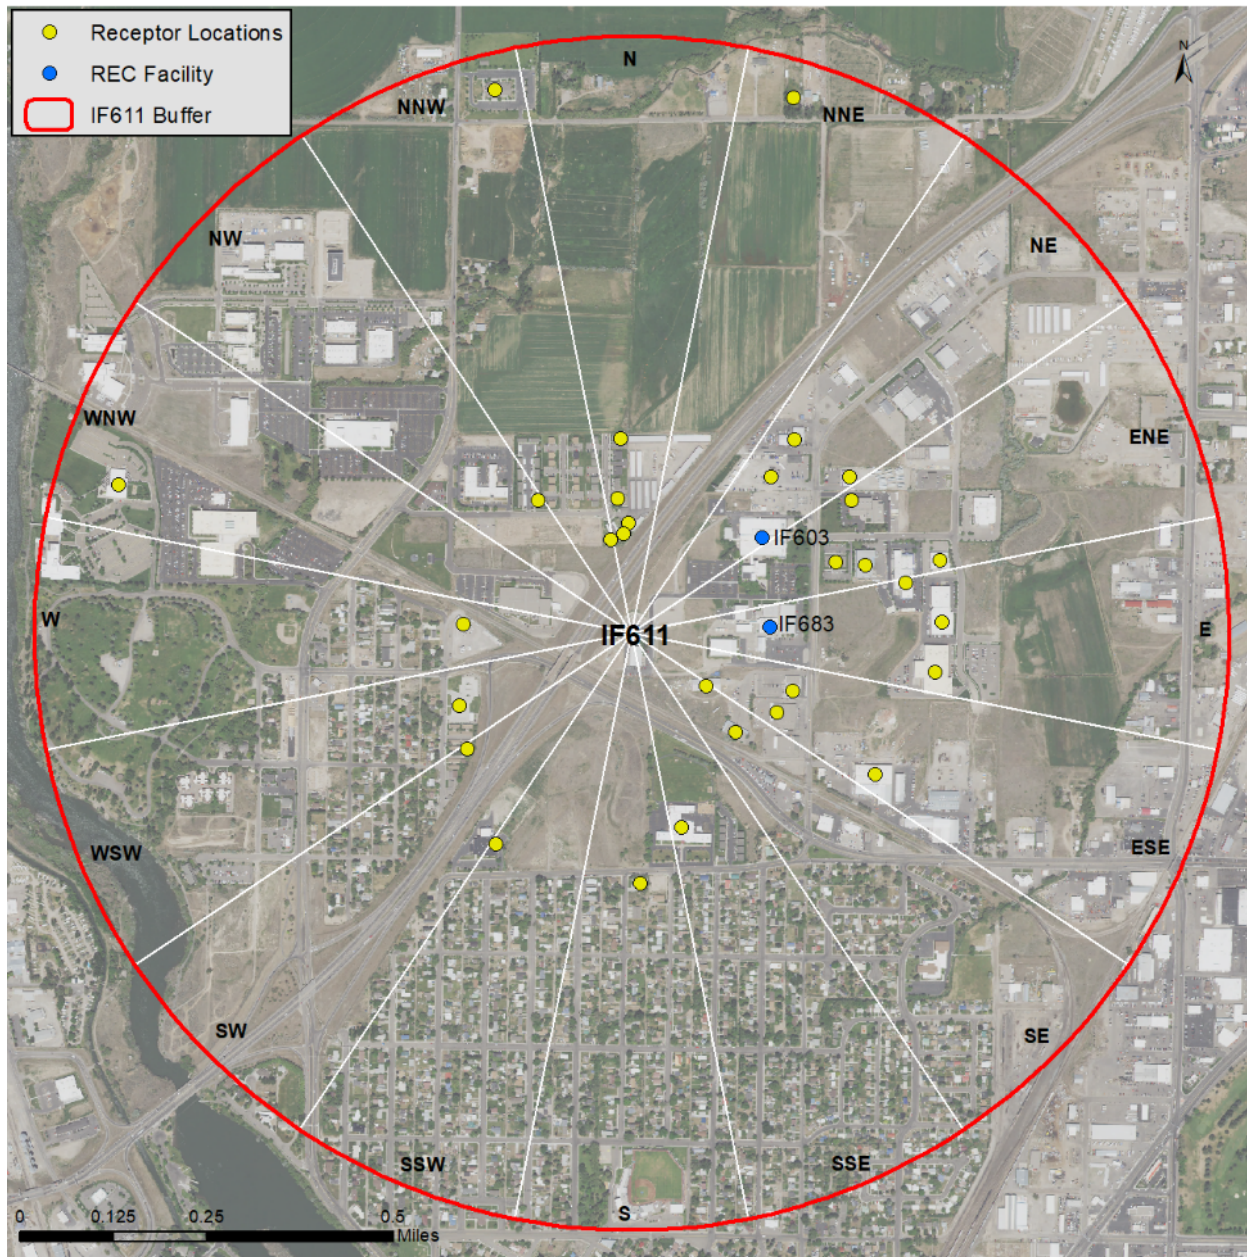 Receptor Locations
REC Facility
IF611 Buffer
N
N
NNW
NNE
NW
NE
WNW
ENE
IF603
W
IF611
IF683
E
WSW
ESE
SW
SE
SSW
SSE
S
0 0.125 0.25 0.5
Miles